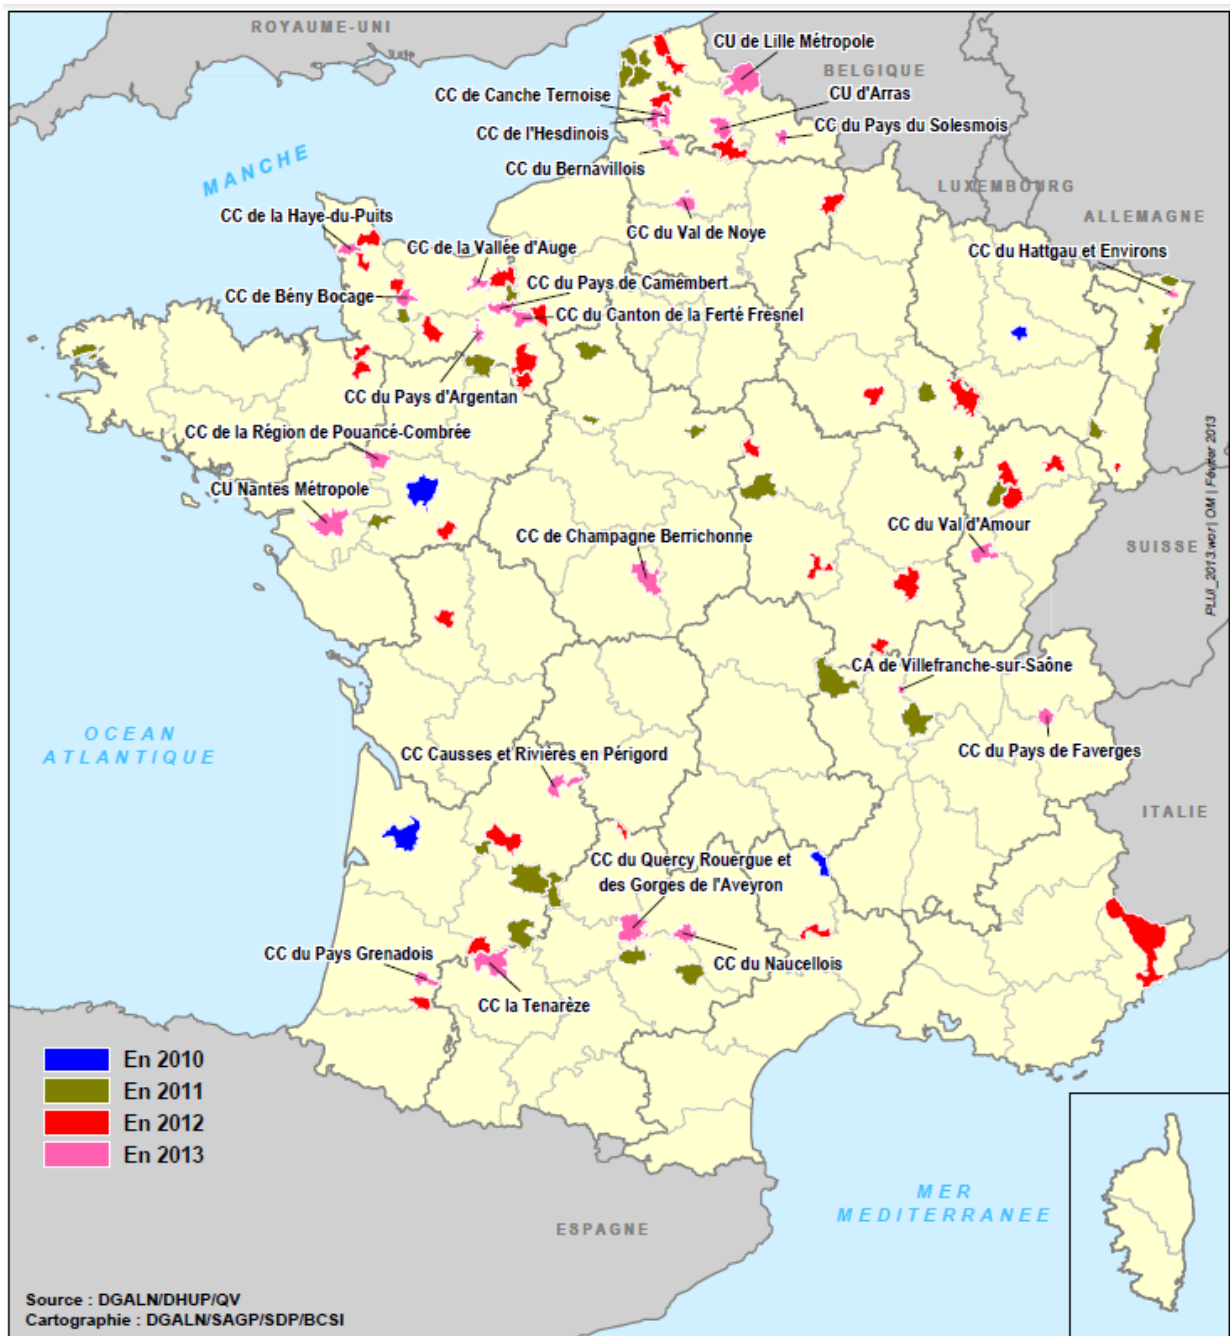 ROYAUME-UNI
CU de Lille Métropole
BELGIQUE
CC de Canche Ternoise
CU d'Arras
CC de l'Hesdinois
CC du Pays du Solesmois
CC du Bernavillois
MANCHE
LUXEMBOURG
CC de la Haye-du-Puits
ALLEMAGNE
CC du Val de Noye
CC de la Vallée d'Auge
CC du Hattgau et Environs
CC du Pays de Camembert
CC de Bény Bocage
CC du Canton de la Ferté Fresnel
CC du Pays d'Argentan
CC de la Région de Pouancé-Combrée
CU Nantes Métropole
CC du Val d'Amour
CC de Champagne Berrichonne
SUISSE
PLUi_2013.wor | OM | Février 2013
CA de Villefranche-sur-Saône
OCEAN
ATLANTIQUE
CC Causses et Rivières en Périgord
CC du Pays de Faverges
ITALIE
CC du Quercy Rouergue et
des Gorges de l'Aveyron
CC du Pays Grenadois
CC du Naucellois
CC la Tenarèze
En 2010
En 2011
En 2012
En 2013
MER
MEDITERRANEE
ESPAGNE
Source : DGALN/DHUP/QV
Cartographie : DGALN/SAGP/SDP/BCSI